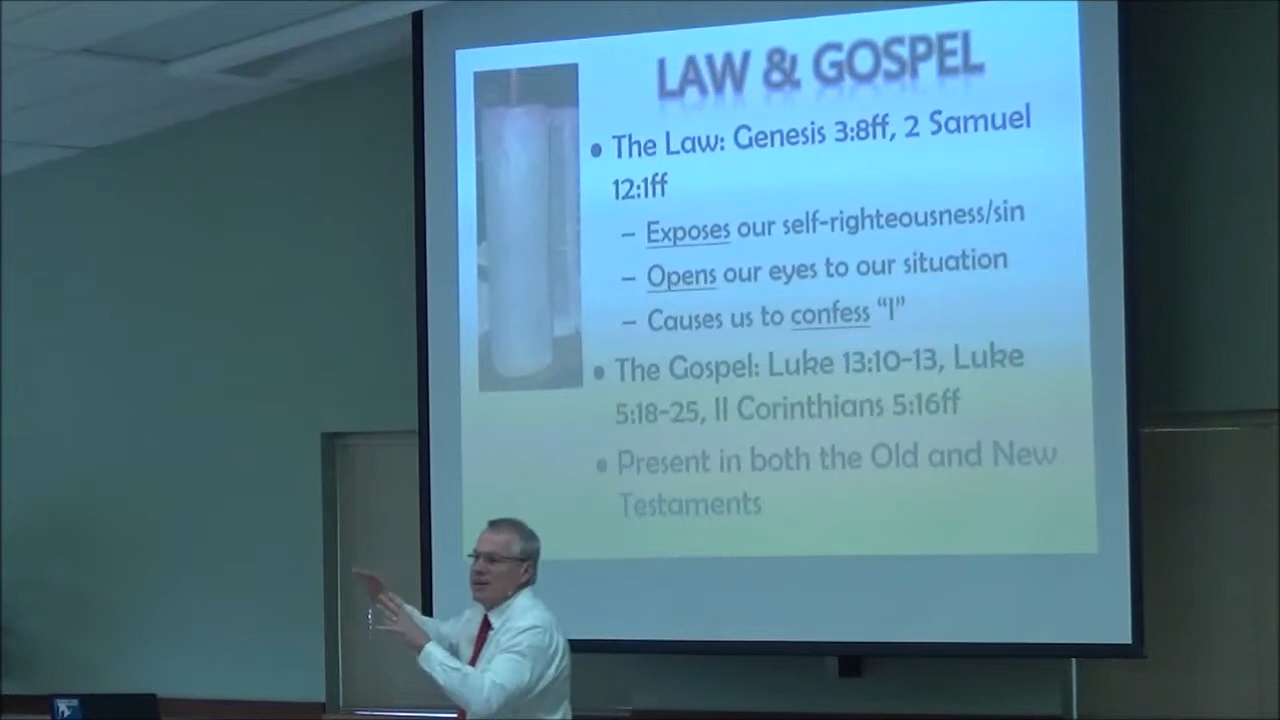 LAW & GOSPEL
• The Law: Genesis 3:8ff, 2 Samuel
12:1ff
– Exposes our self-righteousness/sin
– Opens our eyes to our situation
– Causes us to confess “I”
• The Gospel: Luke 13:10-13, Luke
5:18-25, II Corinthians 5:16ff
• Present in both the Old and New
Testaments